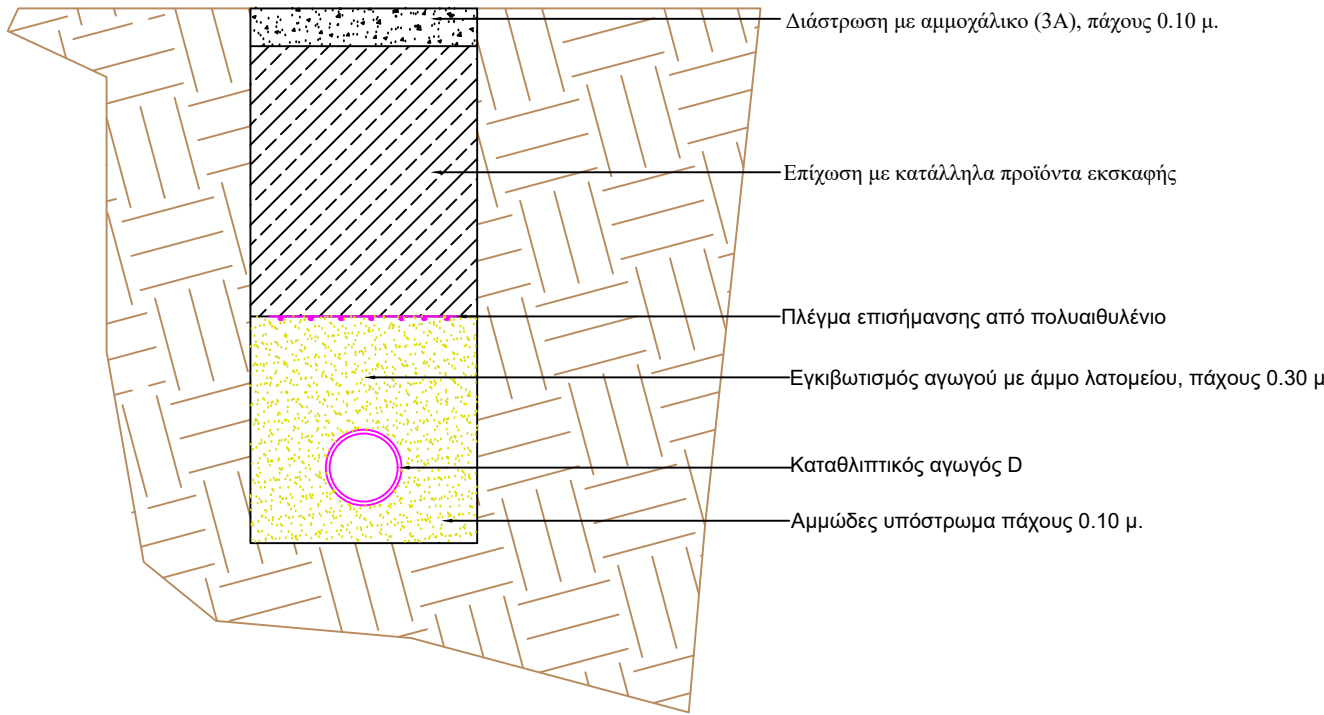 Διάστρωση με αμμοχάλικο (3Α), πάχους 0.10 μ.
Επίχωση με κατάλληλα προϊόντα εκσκαφής
Πλέγμα επισήμανσης από πολυαιθυλένιο
Εγκιβωτισμός αγωγού με άμμο λατομείου, πάχους 0.30 μ
Καταθλιπτικός αγωγός D
Αμμώδες υπόστρωμα πάχους 0.10 μ.